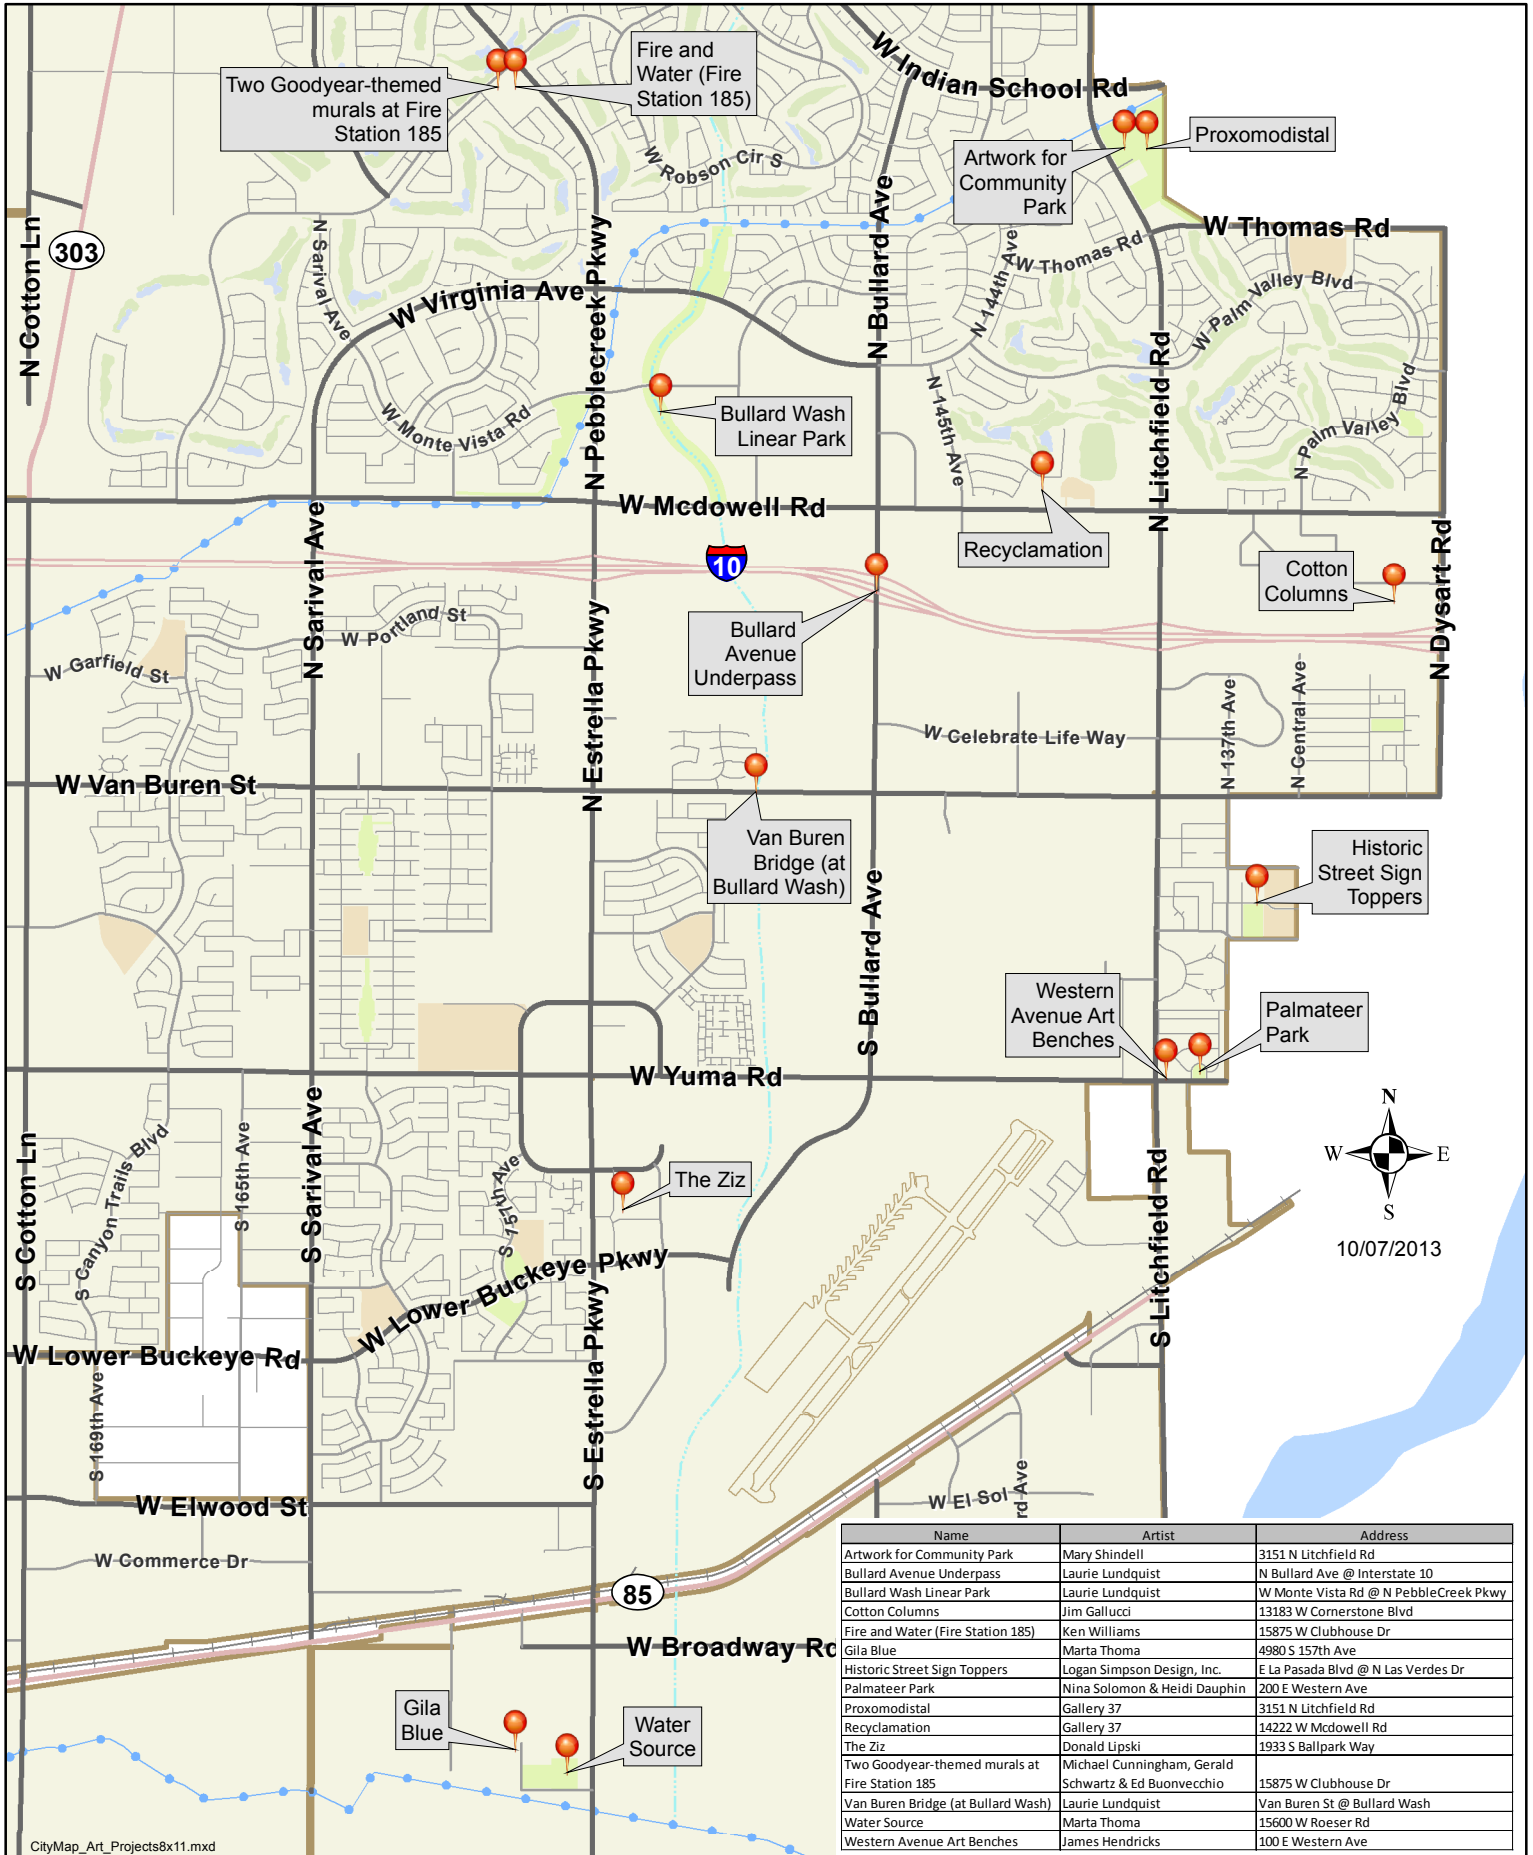 Two Goodyear-themed
murals at Fire
Station 185
Fire and
Water (Fire
Station 185)
W Indian School Rd
Proxomodistal
Artwork for
Community
Park
W Robson Cir S
N Cotton Ln
303
N Sarival Ave
W Virginia Ave
N Pebblecreek Pkwy
N Bullard Ave
N 144th Ave
W Thomas Rd
W Thomas Rd
W Palm Valley Blvd
N Litchfield Rd
N Palm Valley Blvd
W Monte Vista Rd
Bullard Wash
Linear Park
N 145th Ave
W Mcdowell Rd
Recyclamation
10
Cotton
Columns
N Dysart Rd
N Sarival Ave
W Portland St
W Garfield St
N Estrella Pkwy
Bullard
Avenue
Underpass
W Celebrate Life Way
N 137th Ave
N Central Ave
W Van Buren St
Van Buren
Bridge (at
Bullard Wash)
Historic
Street Sign
Toppers
S Bullard Ave
Western
Avenue Art
Benches
Palmateer
Park
W Yuma Rd
S Cotton Ln
S Canyon Trails Blvd
S 165th Ave
S Sarival Ave
S 157th Ave
The Ziz
S Litchfield Rd
N
W
E
S
10/07/2013
W Lower Buckeye Pkwy
W Lower Buckeye Rd
S Estrella Pkwy
S 169th Ave
W Elwood St
W El Sol
rd Ave
W Commerce Dr
85
W Broadway Rd
Gila
Blue
Water
Source
Name Artist Address
Artwork for Community Park Mary Shindell 3151 N Litchfield Rd
Bullard Avenue Underpass Laurie Lundquist N Bullard Ave @ Interstate 10
Bullard Wash Linear Park Laurie Lundquist W Monte Vista Rd @ N PebbleCreek Pkwy
Cotton Columns Jim Gallucci 13183 W Cornerstone Blvd
Fire and Water (Fire Station 185) Ken Williams 15875 W Clubhouse Dr
Gila Blue Marta Thoma 4980 S 157th Ave
Historic Street Sign Toppers Logan Simpson Design, Inc. E La Pasada Blvd @ N Las Verdes Dr
Palmateer Park Nina Solomon & Heidi Dauphin 200 E Western Ave
Proxomodistal Gallery 37 3151 N Litchfield Rd
Recyclamation Gallery 37 14222 W Mcdowell Rd
The Ziz Donald Lipski 1933 S Ballpark Way
Two Goodyear-themed murals at Michael Cunningham, Gerald
Fire Station 185 Schwartz & Ed Buonvecchio 15875 W Clubhouse Dr
Van Buren Bridge (at Bullard Wash) Laurie Lundquist Van Buren St @ Bullard Wash
Water Source Marta Thoma 15600 W Roeser Rd
Western Avenue Art Benches James Hendricks 100 E Western Ave
CityMap_Art_Projects8x11.mxd